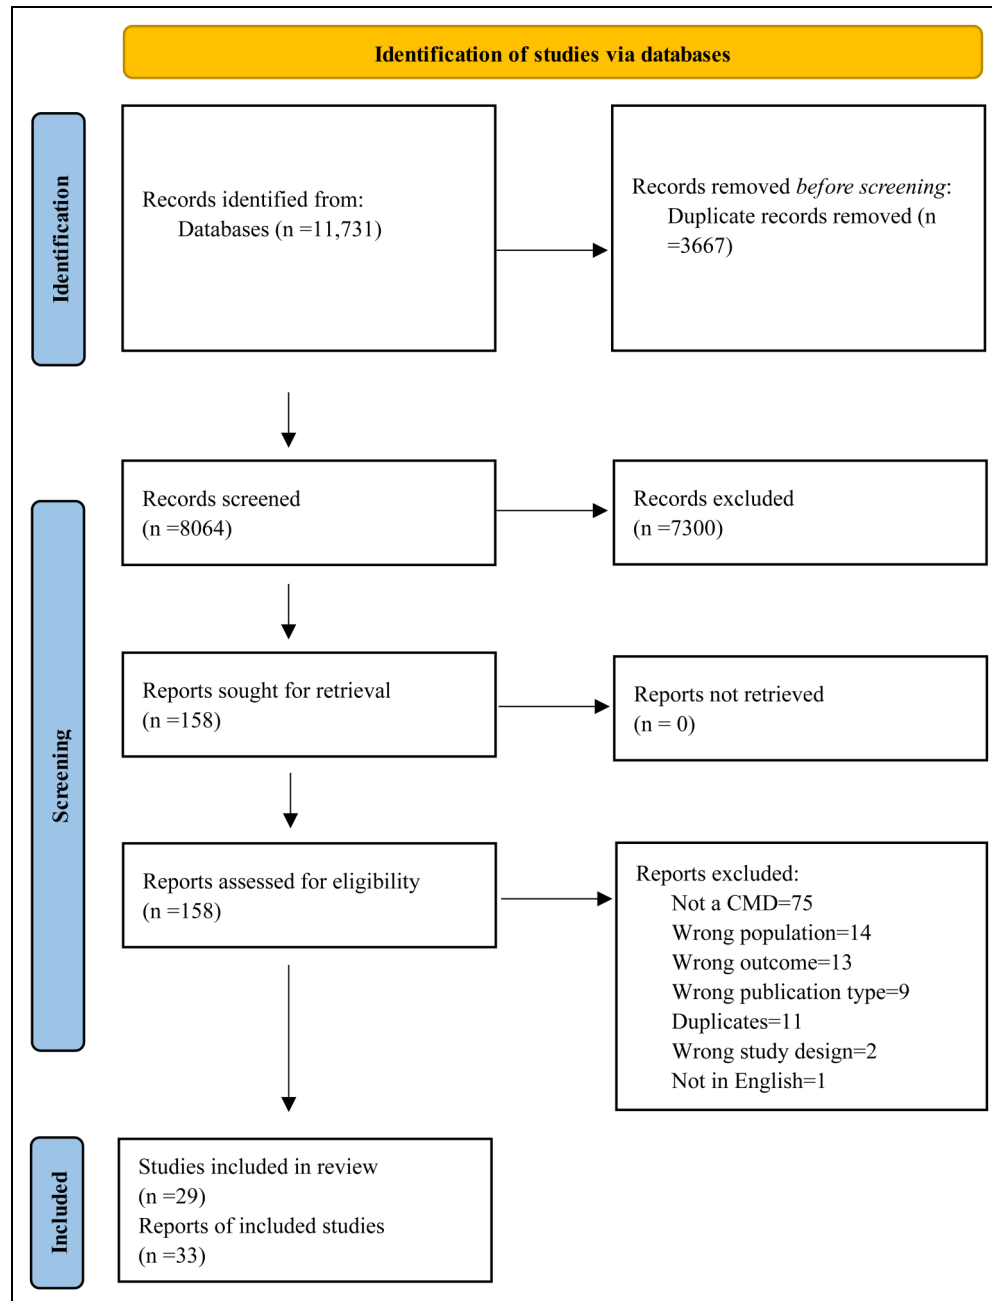 Identification of studies via databases
Identification
Records identified from:
Databases (n =11,731)
Records removed before screening:
Duplicate records removed (n
=3667)
Screening
Records screened
(n =8064)
Records excluded
(n =7300)
Reports sought for retrieval
(n =158)
Reports not retrieved
(n = 0)
Reports assessed for eligibility
(n =158)
Reports excluded:
Not a CMD=75
Wrong population=14
Wrong outcome=13
Wrong publication type=9
Duplicates=11
Wrong study design=2
Not in English=1
Included
Studies included in review
(n =29)
Reports of included studies
(n =33)